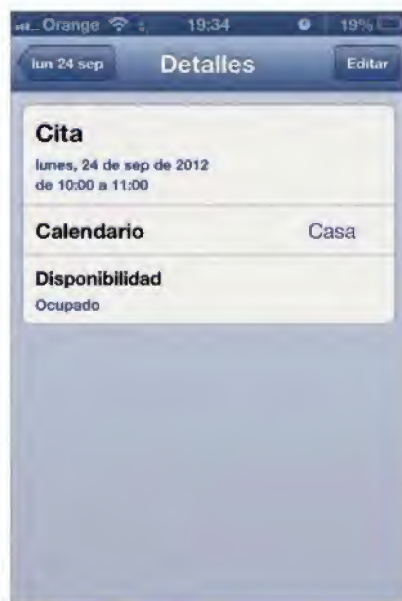 Orange 19:34 19%
lun 24 sep Detalles Editar
Cita
lunes, 24 de sep de 2012
de 10:00 a 11:00
Calendario Casa
Disponibilidad
Ocupado